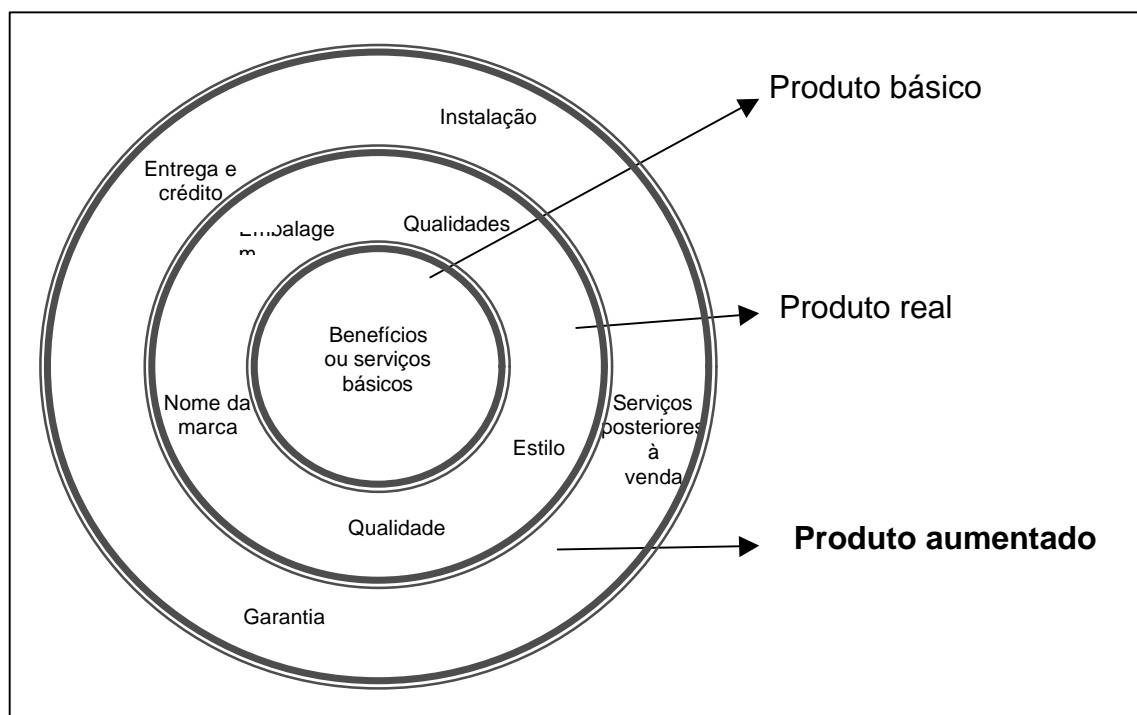 Produto básico
Instalação
Entrega e
crédito
Qualidades
Embalage
m
Produto real
Benefícios
ou serviços
básicos
Nome da
marca
Serviços
posteriores
à
venda
Estilo
Qualidade
Produto aumentado
Garantia